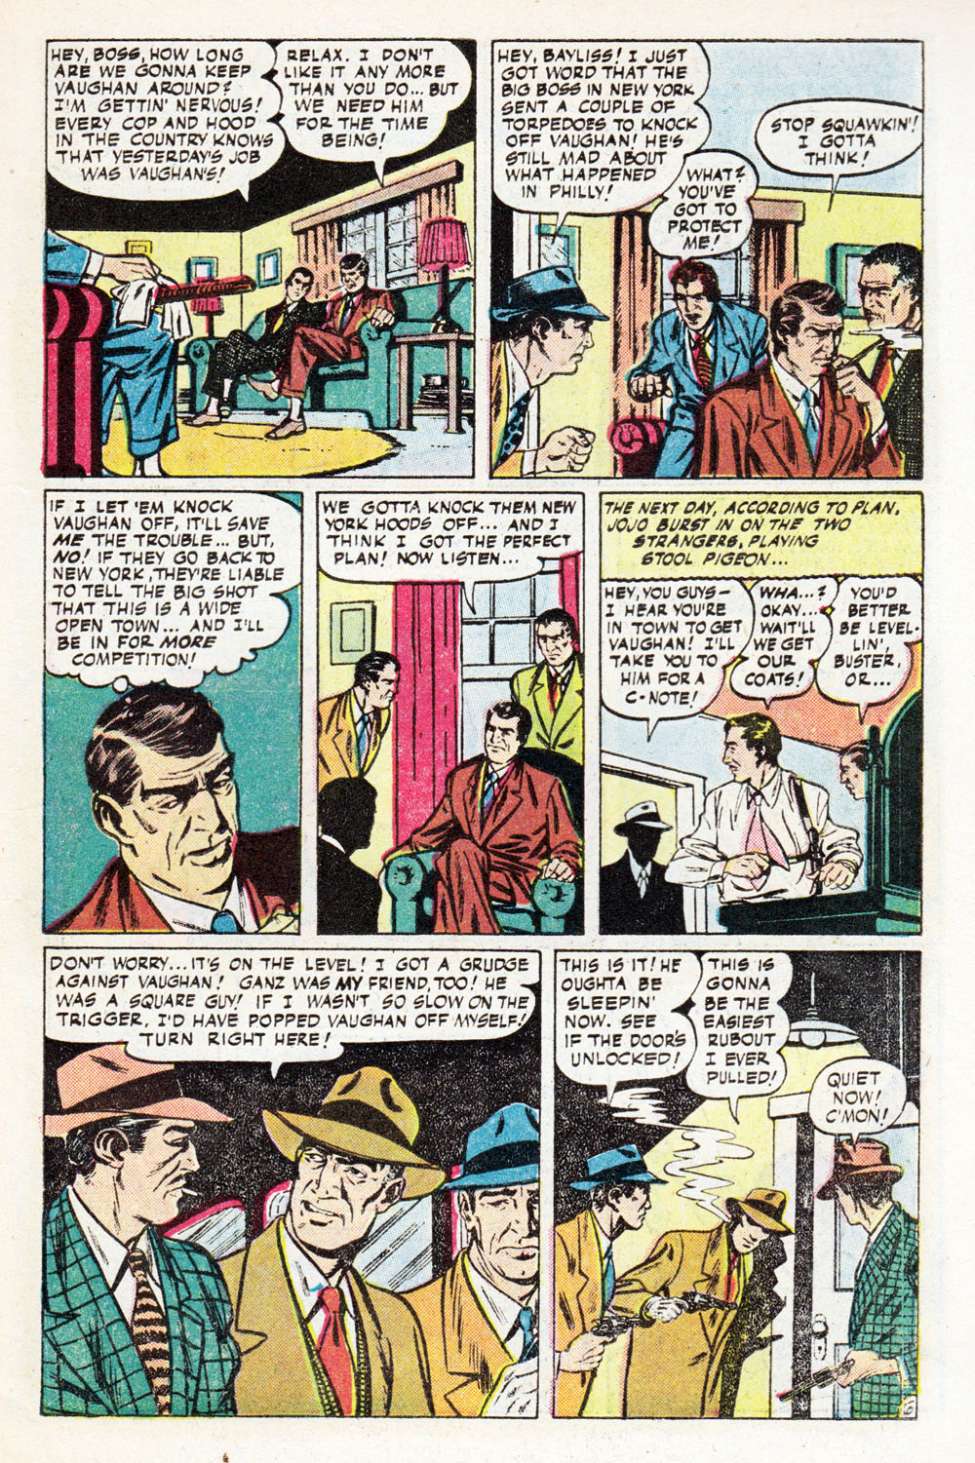 HEY, BOSS, HOW LONG
ARE WE GONNA KEEP
VAUGHAN AROUND?
I'M GETTIN' NERVOUS!
EVERY COP AND HOOD
IN THE COUNTRY KNOWS
THAT YESTERDAY'S JOB
WAS VAUGHAN'S!
RELAX. I DON'T
LIKE IT ANY MORE
THAN YOU DO... BUT
WE NEED HIM
FOR THE TIME
BEING!
HEY, BAYLISS! I JUST
GOT WORD THAT THE
BIG BOSS IN NEW YORK
SENT A COUPLE OF
TORPEDOES TO KNOCK
OFF VAUGHAN! HE'S
STILL MAD ABOUT
WHAT HAPPENED
IN PHILLY!
WHAT?
YOU'VE
GOT TO
PROTECT
ME!
STOP SQUAWKIN'!
I GOTTA
THINK!
IF I LET 'EM KNOCK
VAUGHAN OFF, IT'LL SAVE
ME THE TROUBLE... BUT,
NO! IF THEY GO BACK TO
NEW YORK, THEY'RE LIABLE
TO TELL THE BIG SHOT
THAT THIS IS A WIDE
OPEN TOWN... AND I'LL
BE IN FOR MORE
COMPETITION!
WE GOTTA KNOCK THEM NEW
YORK HOODS OFF... AND I
THINK I GOT THE PERFECT
PLAN! NOW LISTEN...
THE NEXT DAY, ACCORDING TO PLAN,
JOJO BURST IN ON THE TWO
STRANGERS, PLAYING
STOOL PIGEON...
HEY, YOU GUYS-
I HEAR YOU'RE
IN TOWN TO GET
VAUGHAN! I'LL
TAKE YOU TO
HIM FOR A
C-NOTE!
WHA...?
OKAY...
WAIT'LL
WE GET
OUR
COATS!
YOU'D
BETTER
BE LEVEL-
LIN',
BUSTER,
OR...
DON'T WORRY... IT'S ON THE LEVEL! I GOT A GRUDGE
AGAINST VAUGHAN! GANZ WAS MY FRIEND, TOO! HE
WAS A SQUARE GUY! IF I WASN'T SO SLOW ON THE
TRIGGER, I'D HAVE POPPED VAUGHAN OFF MYSELF!
TURN RIGHT HERE!
THIS IS IT! HE
OUGHTA BE
SLEEPIN'
NOW. SEE
IF THE DOOR'S
UNLOCKED!
THIS IS
GONNA
BE THE
EASIEST
RUBOUT
I EVER
PULLED!
QUIET
NOW!
C'MON!
6